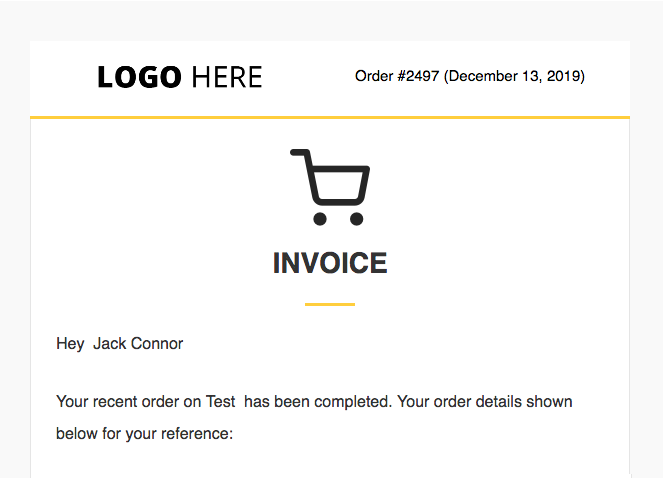 LOGO HERE
Order #2497 (December 13, 2019)
INVOICE
Hey  Jack Connor
Your recent order on Test  has been completed. Your order details shown
below for your reference: